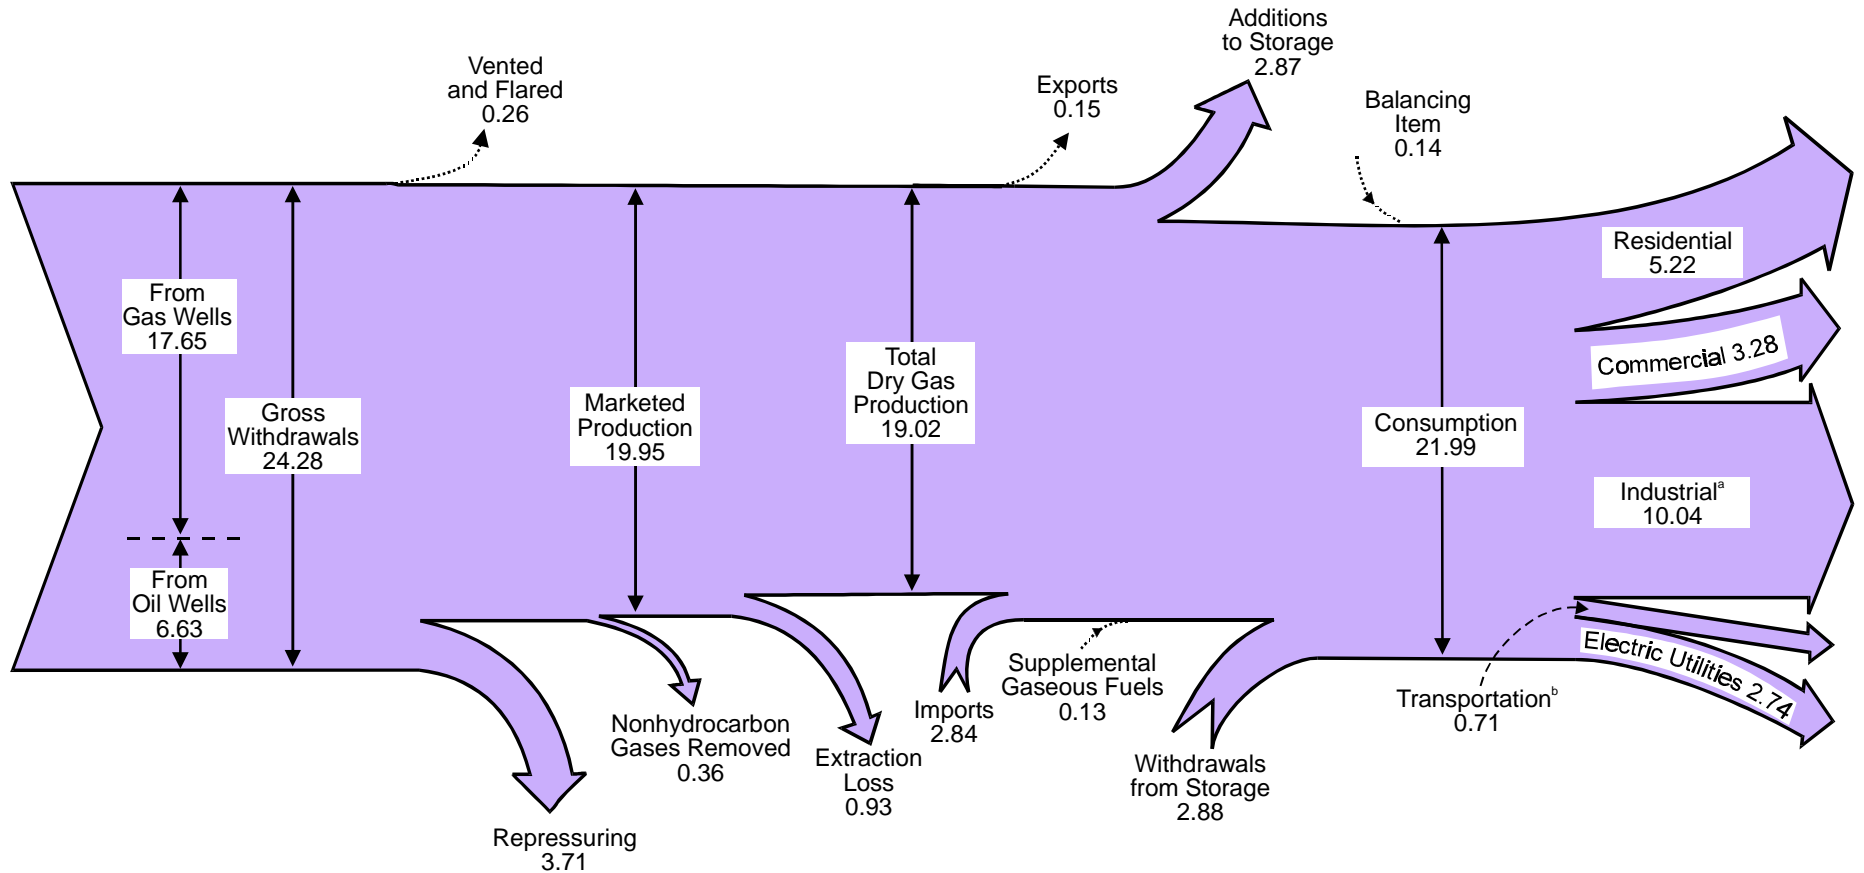 Additions
to Storage
2.87
Vented
and Flared
0.26
Exports
0.15
Balancing
Item
0.14
From
Gas Wells
17.65
Gross
Withdrawals
24.28
From
Oil Wells
6.63
Marketed
Production
19.95
Total
Dry Gas
Production
19.02
Consumption
21.99
Residential
5.22
Commercial 3.28
Industrialª
10.04
Electric Utilities 2.74
Transportationᵇ
0.71
Repressuring
3.71
Nonhydrocarbon
Gases Removed
0.36
Extraction
Loss
0.93
Imports
2.84
Supplemental
Gaseous Fuels
0.13
Withdrawals
from Storage
2.88